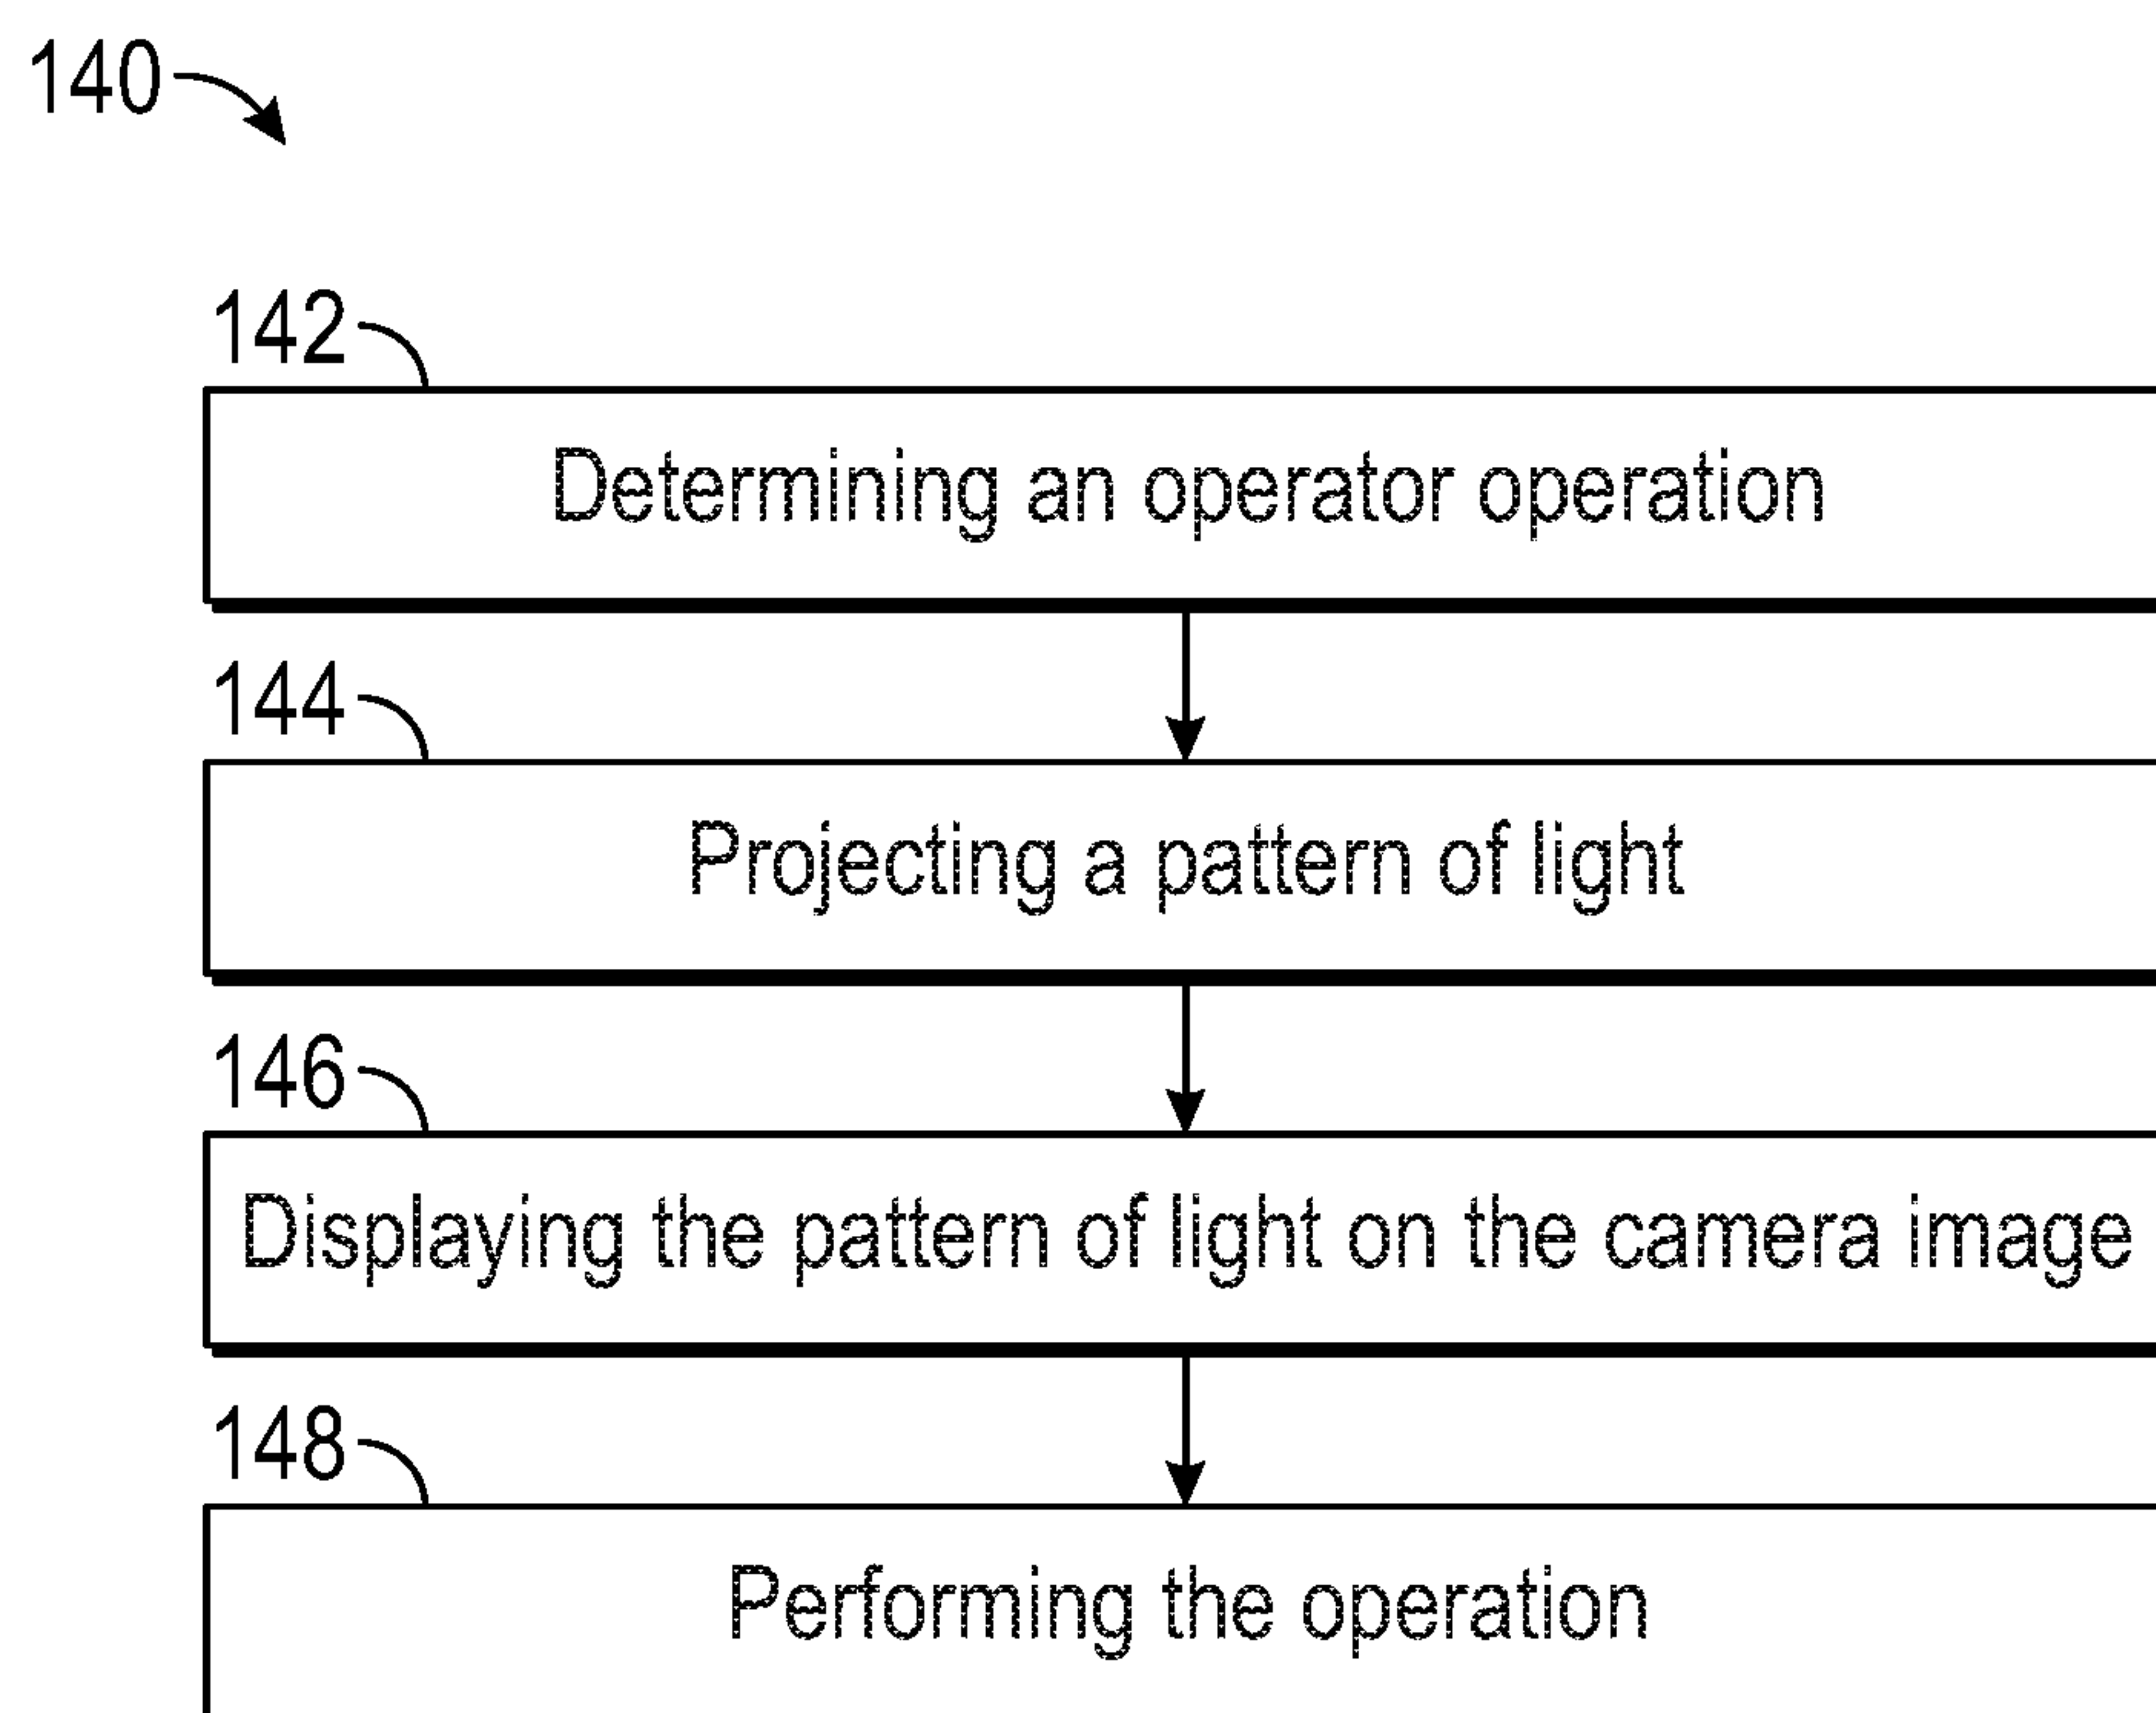 140
142
Determining an operator operation
144
Projecting a pattern of light
146
Displaying the pattern of light on the camera image
148
Performing the operation